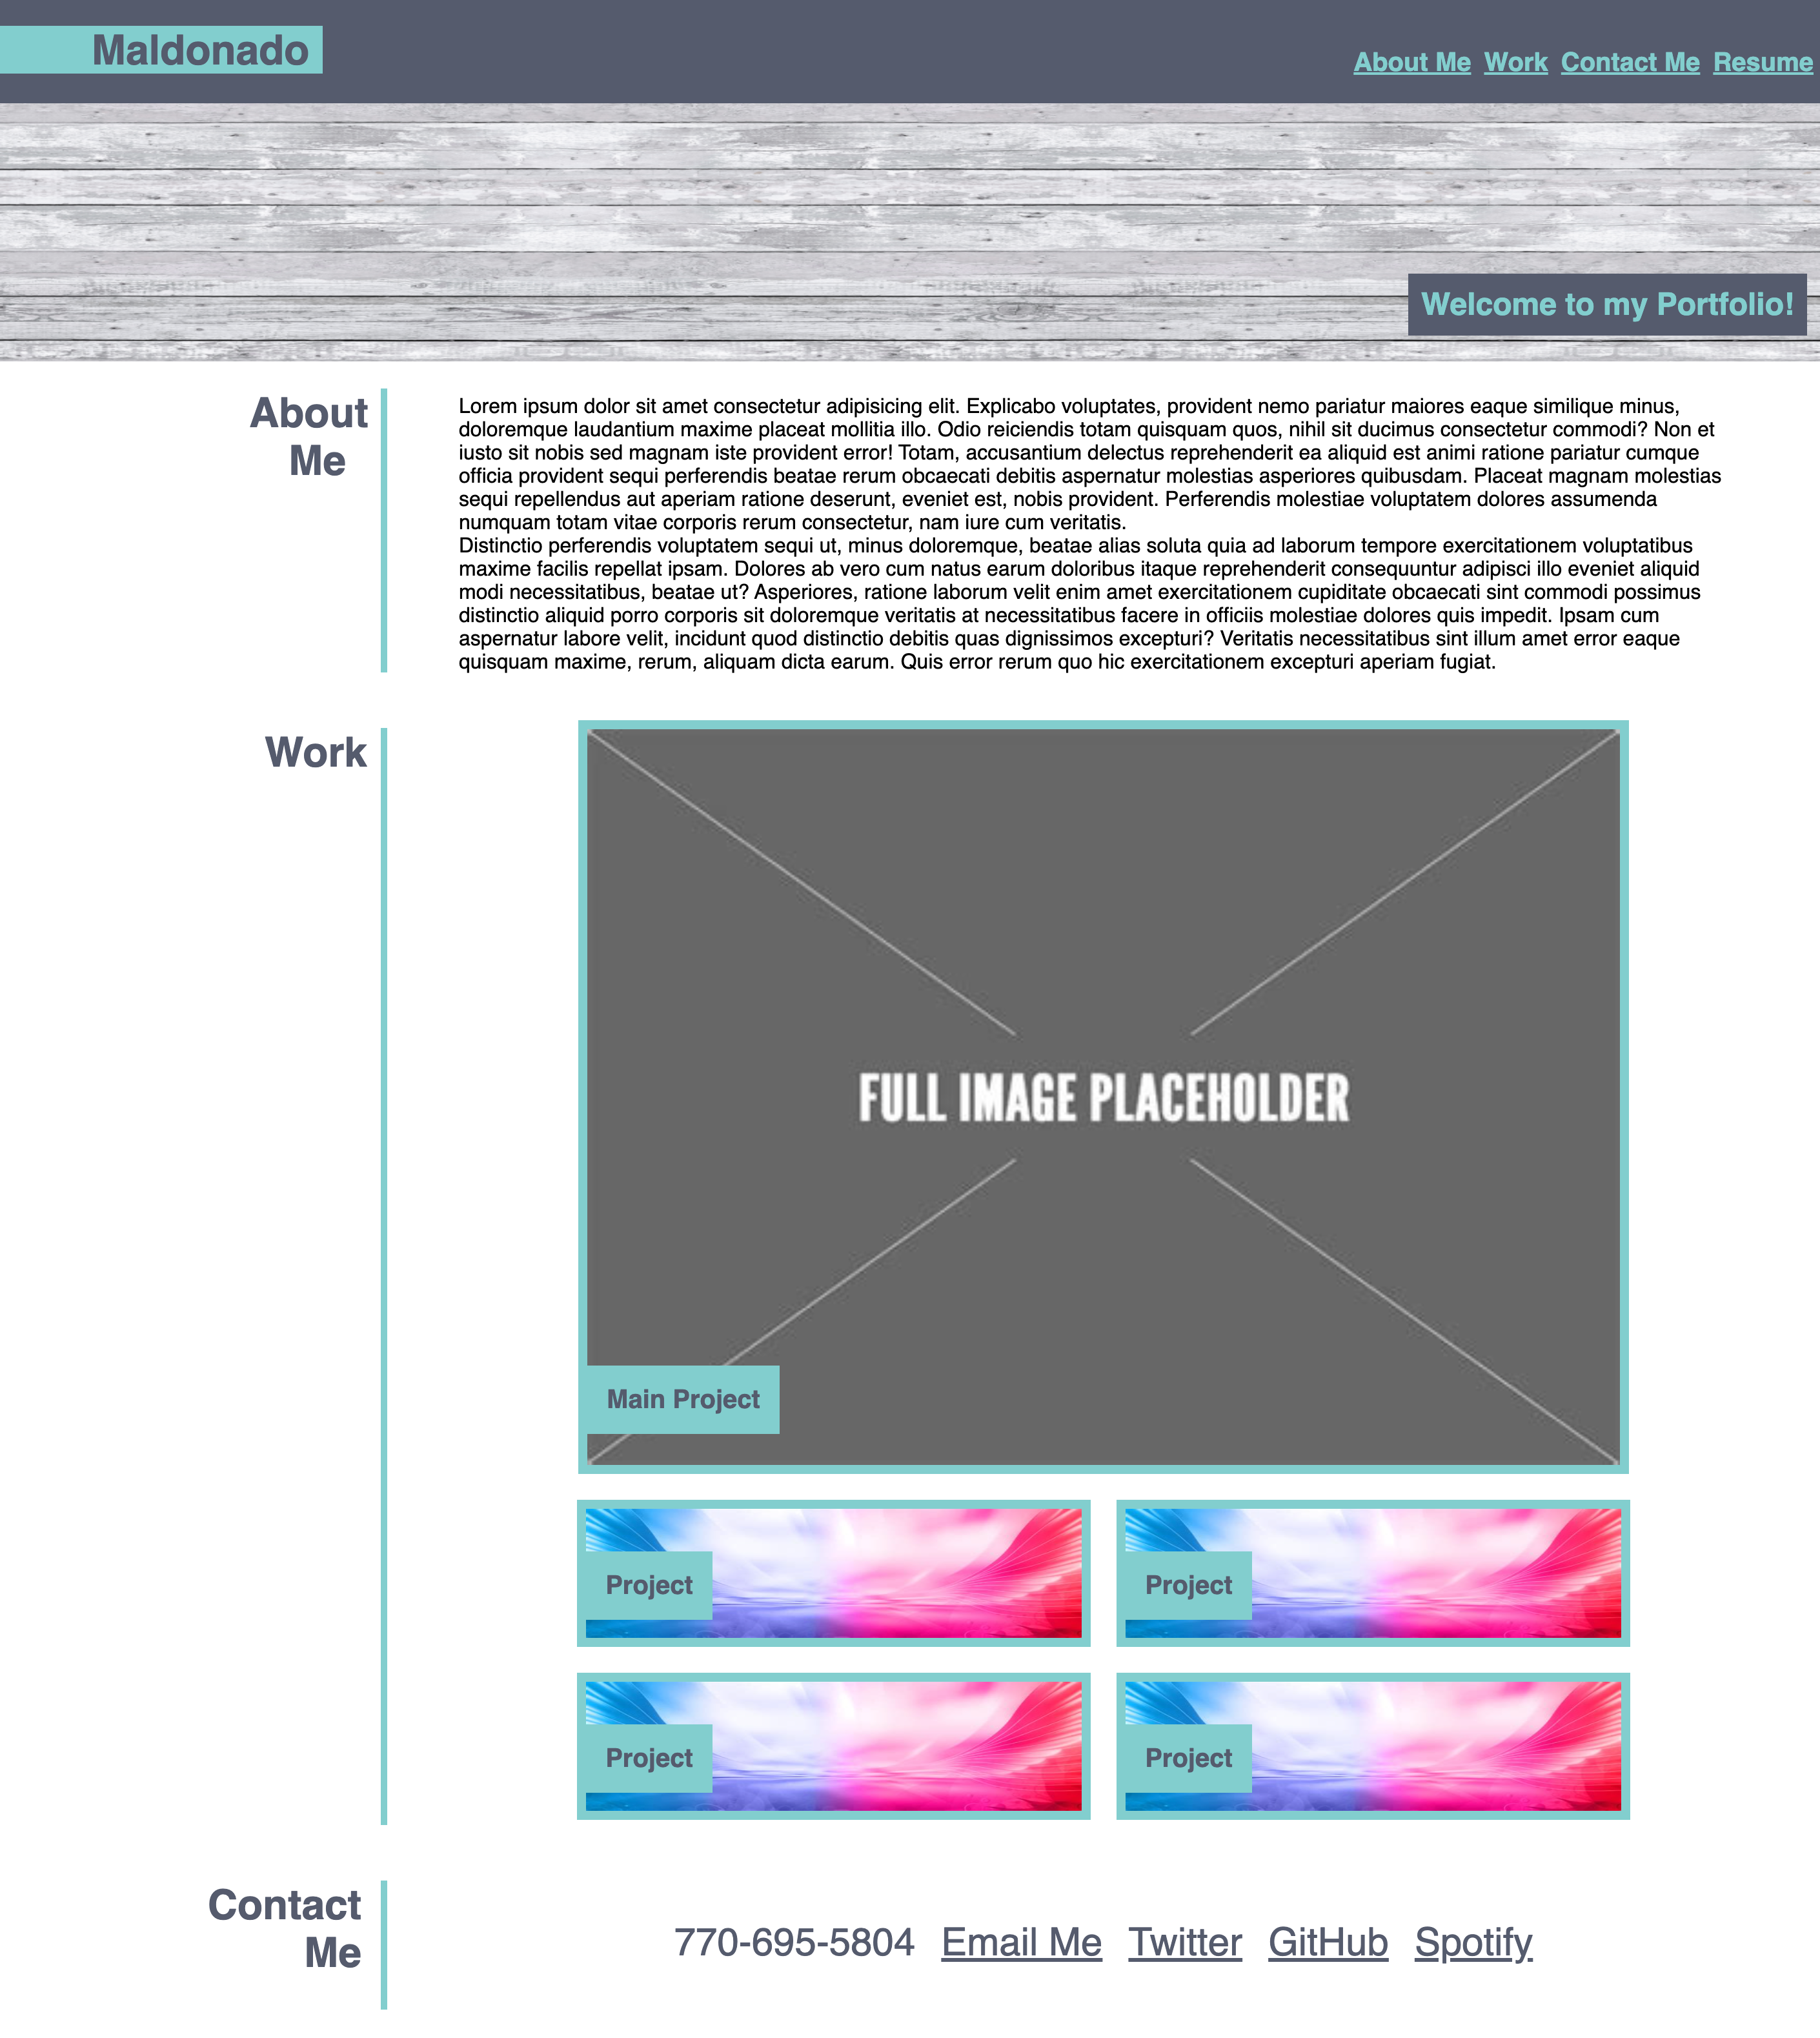 Maldonado
About Me Work Contact Me Resume
Welcome to my Portfolio!
About
Me
Lorem ipsum dolor sit amet consectetur adipisicing elit. Explicabo voluptates, provident nemo pariatur maiores eaque similique minus,
doloremque laudantium maxime placeat mollitia illo. Odio reiciendis totam quisquam quos, nihil sit ducimus consectetur commodi? Non et
iusto sit nobis sed magnam iste provident error! Totam, accusantium delectus reprehenderit ea aliquid est animi ratione pariatur cumque
officia provident sequi perferendis beatae rerum obcaecati debitis aspernatur molestias asperiores quibusdam. Placeat magnam molestias
sequi repellendus aut aperiam ratione deserunt, eveniet est, nobis provident. Perferendis molestiae voluptatem dolores assumenda
numquam totam vitae corporis rerum consectetur, nam iure cum veritatis.
Distinctio perferendis voluptatem sequi ut, minus doloremque, beatae alias soluta quia ad laborum tempore exercitationem voluptatibus
maxime facilis repellat ipsam. Dolores ab vero cum natus earum doloribus itaque reprehenderit consequuntur adipisci illo eveniet aliquid
modi necessitatibus, beatae ut? Asperiores, ratione laborum velit enim amet exercitationem cupiditate obcaecati sint commodi possimus
distinctio aliquid porro corporis sit doloremque veritatis at necessitatibus facere in officiis molestiae dolores quis impedit. Ipsam cum
aspernatur labore velit, incidunt quod distinctio debitis quas dignissimos excepturi? Veritatis necessitatibus sint illum amet error eaque
quisquam maxime, rerum, aliquam dicta earum. Quis error rerum quo hic exercitationem excepturi aperiam fugiat.
Work
FULL IMAGE PLACEHOLDER
Main Project
Project
Project
Project
Project
Contact
Me
770-695-5804 Email Me Twitter GitHub Spotify